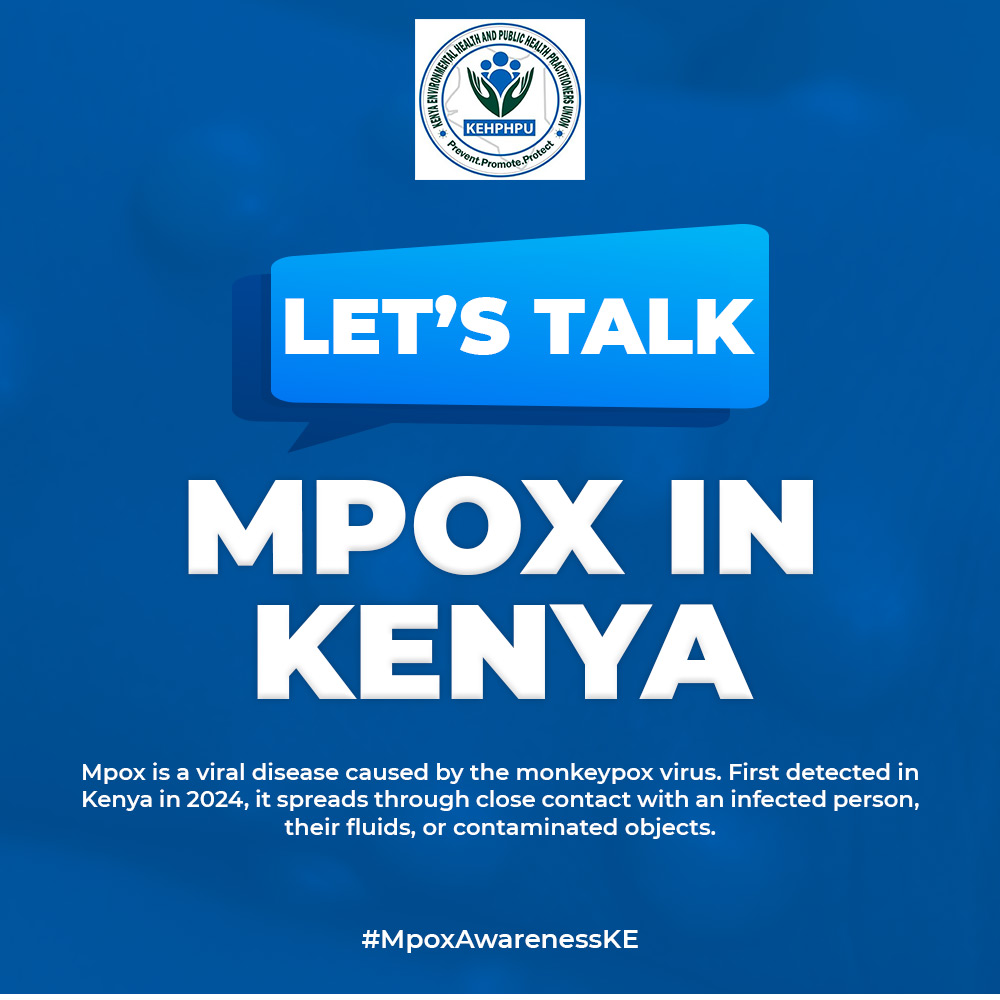 KENYA ENVIRONMENTAL HEALTH AND PUBLIC HEALTH PRACTITIONERS UNION
KEHPHPU
Prevent.Promote.Protect
LET’S TALK
MPOX IN
KENYA
Mpox is a viral disease caused by the monkeypox virus. First detected in
Kenya in 2024, it spreads through close contact with an infected person,
their fluids, or contaminated objects.
#MpoxAwarenessKE